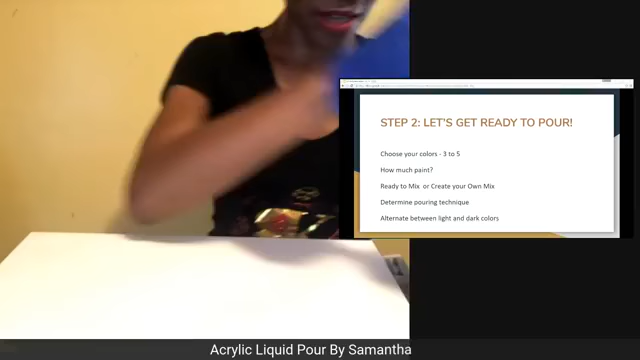 STEP 2: LET'S GET READY TO POUR!
Choose your colors - 3 to 5
How much paint?
Ready to Mix or Create your Own Mix
Determine pouring technique
Alternate between light and dark colors
Acrylic Liquid Pour By Samantha